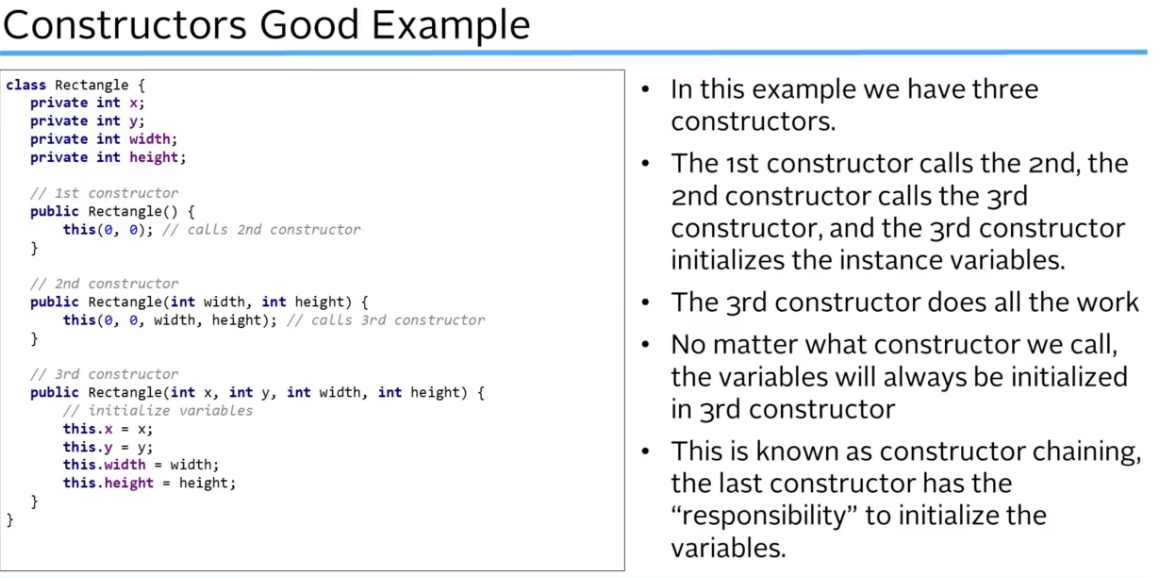 Constructors Good Example
class Rectangle {
private int x;
private int y;
private int width;
private int height;
// 1st constructor
public Rectangle() {
this(0, 0); // calls 2nd constructor
}
// 2nd constructor
public Rectangle(int width, int height) {
this(0, 0, width, height); // calls 3rd constructor
}
// 3rd constructor
public Rectangle(int x, int y, int width, int height) {
// initialize variables
this.x = x;
this.y = y;
this.width = width;
this.height = height;
}
}
• In this example we have three
constructors.
• The 1st constructor calls the 2nd, the
2nd constructor calls the 3rd
constructor, and the 3rd constructor
initializes the instance variables.
• The 3rd constructor does all the work
• No matter what constructor we call,
the variables will always be initialized
in 3rd constructor
• This is known as constructor chaining,
the last constructor has the
“responsibility” to initialize the
variables.